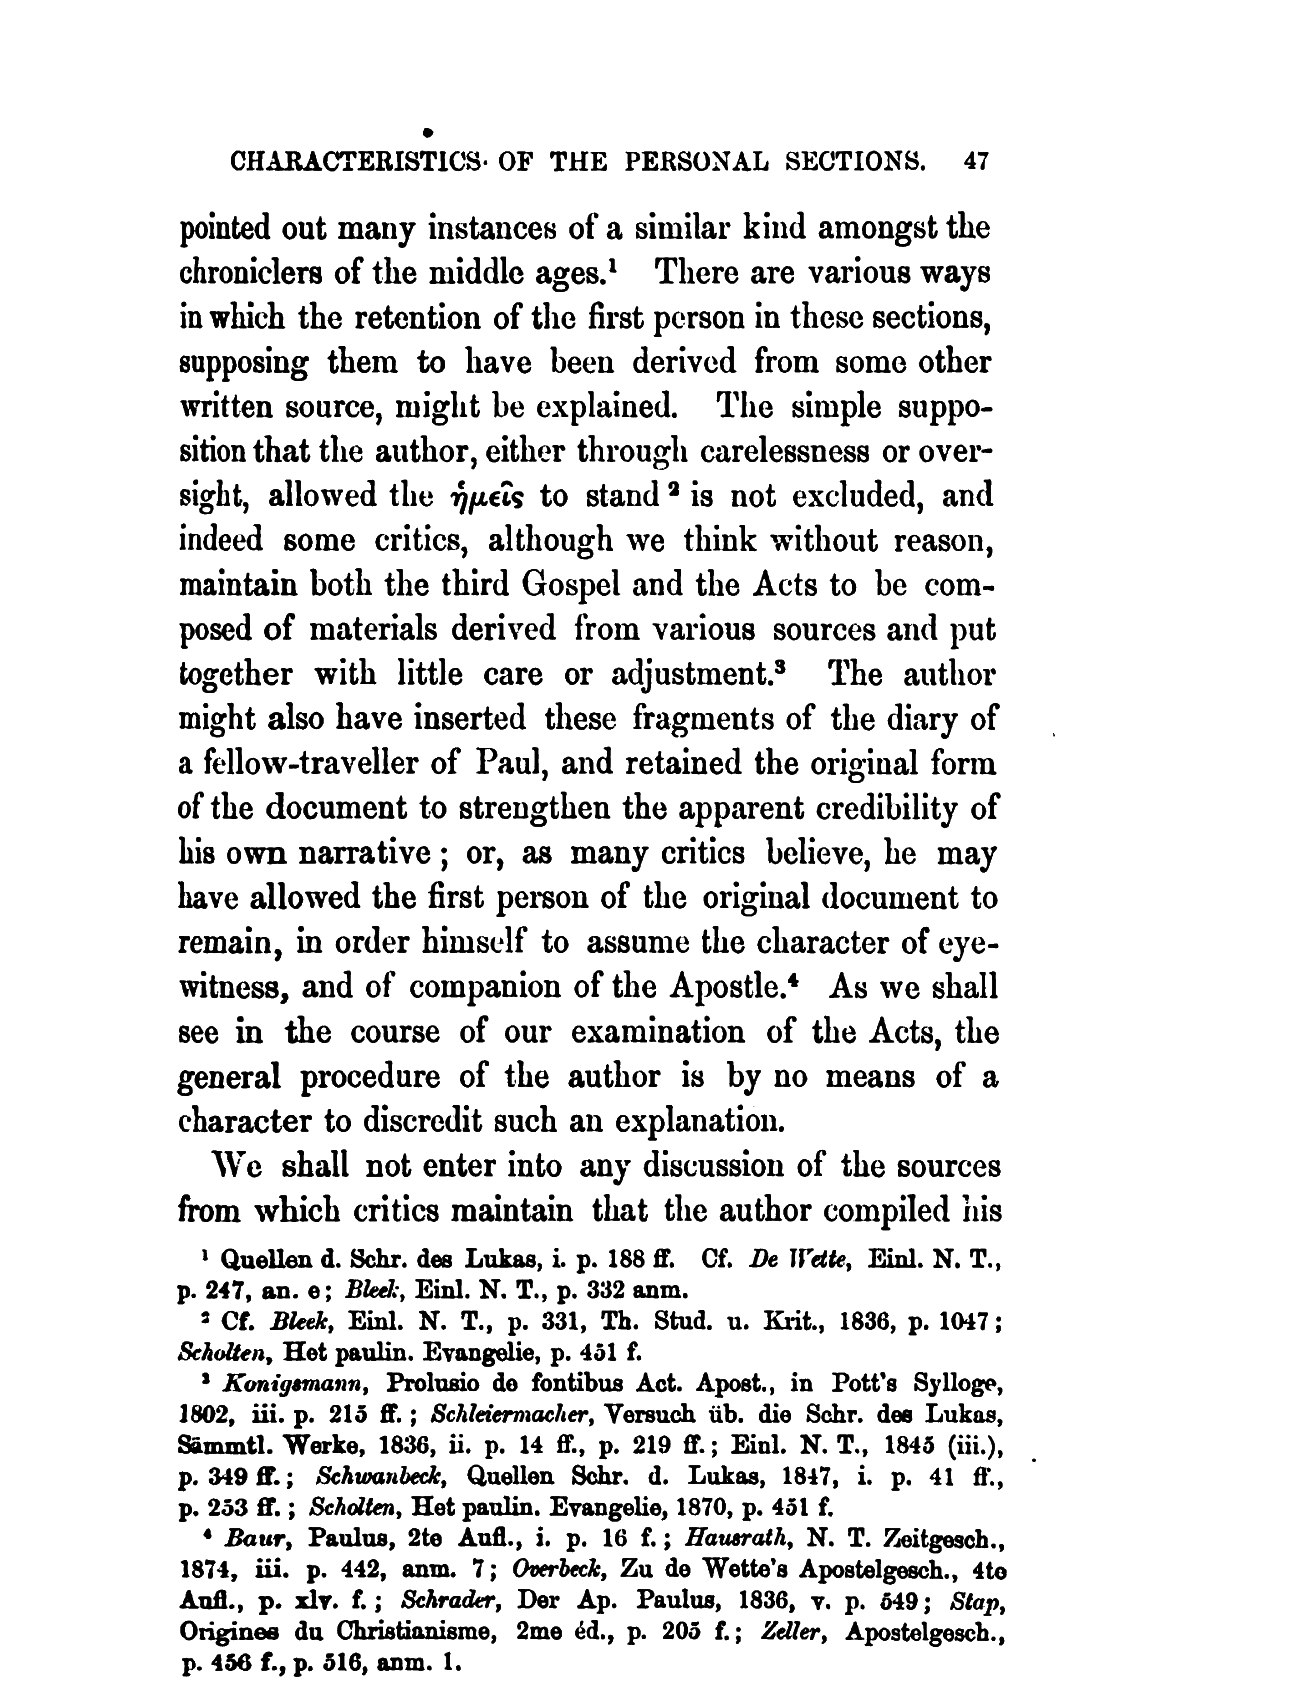 CHARACTERISTICS OF THE PERSONAL SECTIONS. 47
pointed out many instances of a similar kind amongst the
chroniclers of the middle ages.¹ There are various ways
in which the retention of the first person in these sections,
supposing them to have been derived from some other
written source, might be explained. The simple suppo-
sition that the author, either through carelessness or over-
sight, allowed the ἡμεῖς to stand² is not excluded, and
indeed some critics, although we think without reason,
maintain both the third Gospel and the Acts to be com-
posed of materials derived from various sources and put
together with little care or adjustment.³ The author
might also have inserted these fragments of the diary of
a fellow-traveller of Paul, and retained the original form
of the document to strengthen the apparent credibility of
his own narrative; or, as many critics believe, he may
have allowed the first person of the original document to
remain, in order himself to assume the character of eye-
witness, and of companion of the Apostle.⁴ As we shall
see in the course of our examination of the Acts, the
general procedure of the author is by no means of a
character to discredit such an explanation.
We shall not enter into any discussion of the sources
from which critics maintain that the author compiled his
¹ Quellen d. Schr. des Lukas, i. p. 188 ff. Cf. De Wette, Einl. N. T.,
p. 247, an. e; Bleek, Einl. N. T., p. 332 anm.
² Cf. Bleek, Einl. N. T., p. 331, Th. Stud. u. Krit., 1836, p. 1047;
Scholten, Het paulin. Evangelie, p. 451 f.
³ Konigsmann, Prolusio de fontibus Act. Apost., in Pott's Sylloge,
1802, iii. p. 215 ff.; Schleiermacher, Versuch üb. die Schr. des Lukas,
Sämmtl. Werke, 1836, ii. p. 14 ff., p. 219 ff.; Einl. N. T., 1845 (iii.),
p. 349 ff.; Schwanbeck, Quellen Schr. d. Lukas, 1847, i. p. 41 ff.,
p. 253 ff.; Scholten, Het paulin. Evangelie, 1870, p. 451 f.
⁴ Baur, Paulus, 2te Aufl., i. p. 16 f.; Hausrath, N. T. Zeitgesch.,
1874, iii. p. 442, anm. 7; Overbeck, Zu de Wette's Apostelgesch., 4te
Aufl., p. xlv. f.; Schrader, Der Ap. Paulus, 1836, v. p. 549; Stap,
Origines du Christianisme, 2me éd., p. 205 f.; Zeller, Apostelgesch.,
p. 456 f., p. 516, anm. 1.